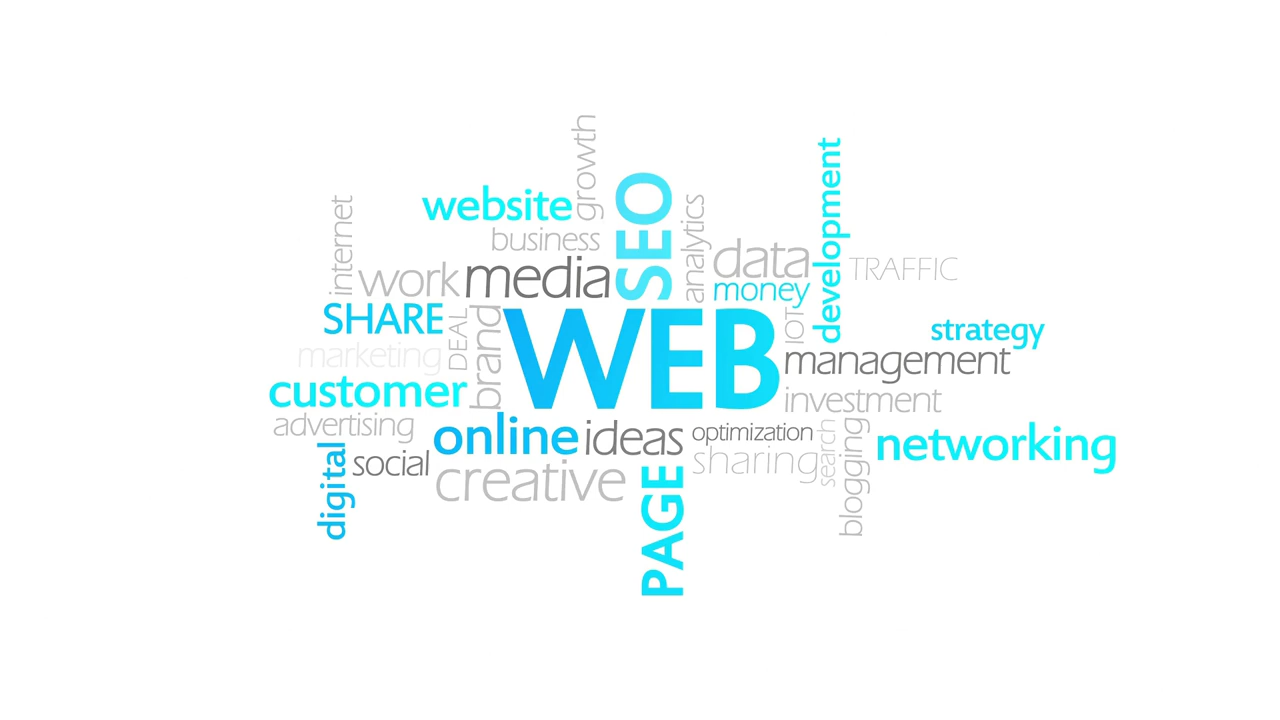 growth
development
SEO
website
internet
analytics
business
data
TRAFFIC
work
media
money
SHARE
DEAL
brand
WEB
IOT
strategy
marketing
management
customer
investment
advertising
online
ideas
optimization
search
blogging
networking
digital
social
creative
sharing
PAGE